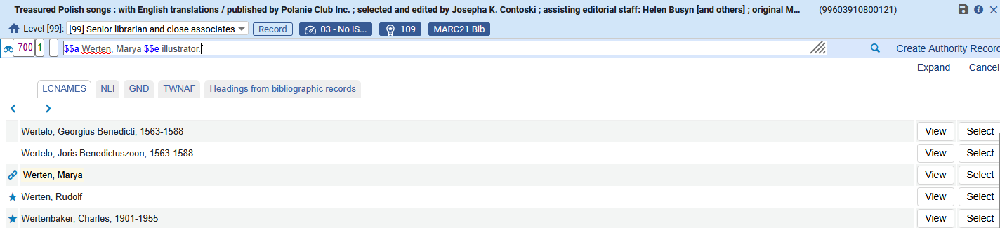 Treasured Polish songs : with English translations / published by Polanie Club Inc. ; selected and edited by Josepha K. Contoski ; assisting editorial staff: Helen Busyn [and others] ; original M... (99603910800121)
Level [99]: [99] Senior librarian and close associates Record 03 - No IS... 109 MARC21 Bib
700 1 $$a Werten, Marya $$e illustrator. Create Authority Recor
Expand Cancel
LCNAMES NLI GND TWNAF Headings from bibliographic records
Wertelo, Georgius Benedicti, 1563-1588 View Select
Wertelo, Joris Benedictuszoon, 1563-1588 View Select
Werten, Marya View Select
Werten, Rudolf View Select
Wertenbaker, Charles, 1901-1955 View Select